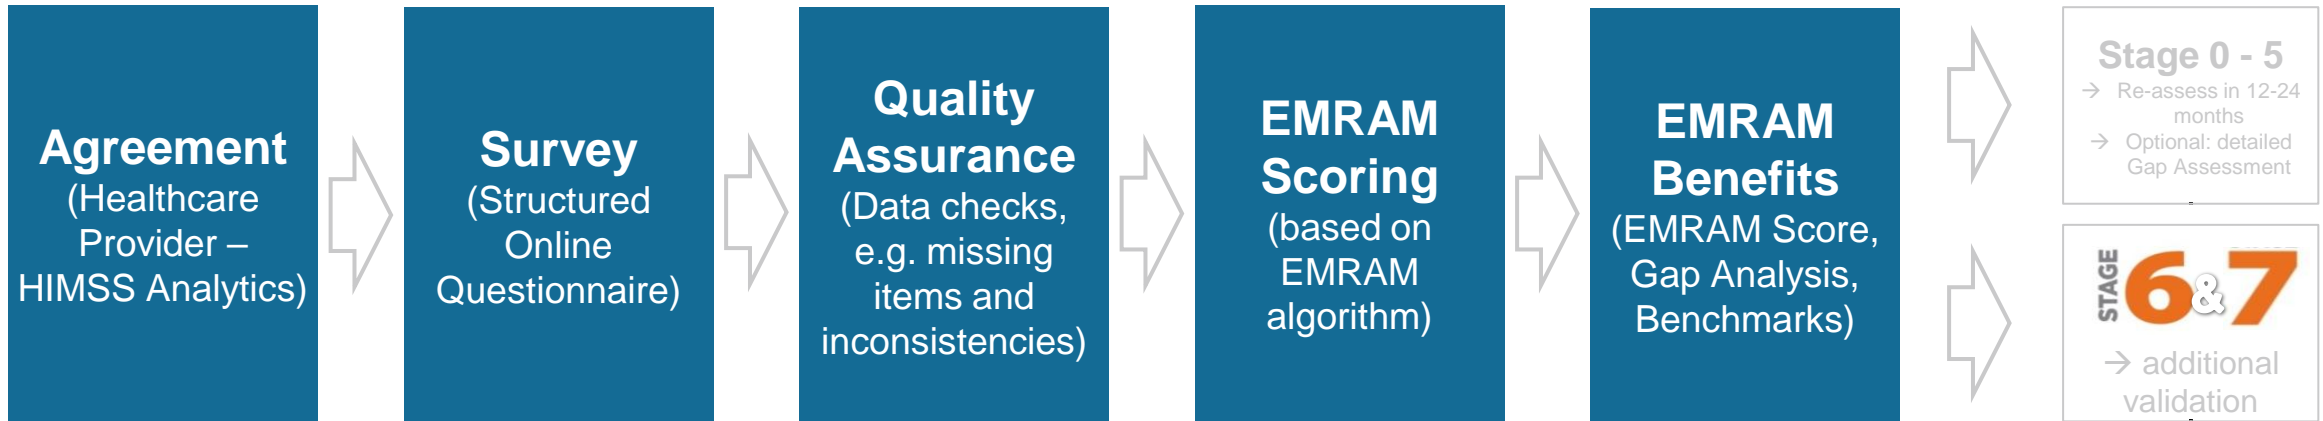 Agreement
(Healthcare
Provider –
HIMSS Analytics)
Survey
(Structured
Online
Questionnaire)
Quality
Assurance
(Data checks,
e.g. missing
items and
inconsistencies)
EMRAM
Scoring
(based on
EMRAM
algorithm)
EMRAM
Benefits
(EMRAM Score,
Gap Analysis,
Benchmarks)
Stage 0 - 5
→ Re-assess in 12-24
months
→ Optional: detailed
Gap Assessment
STAGE 6&7
→ additional
validation